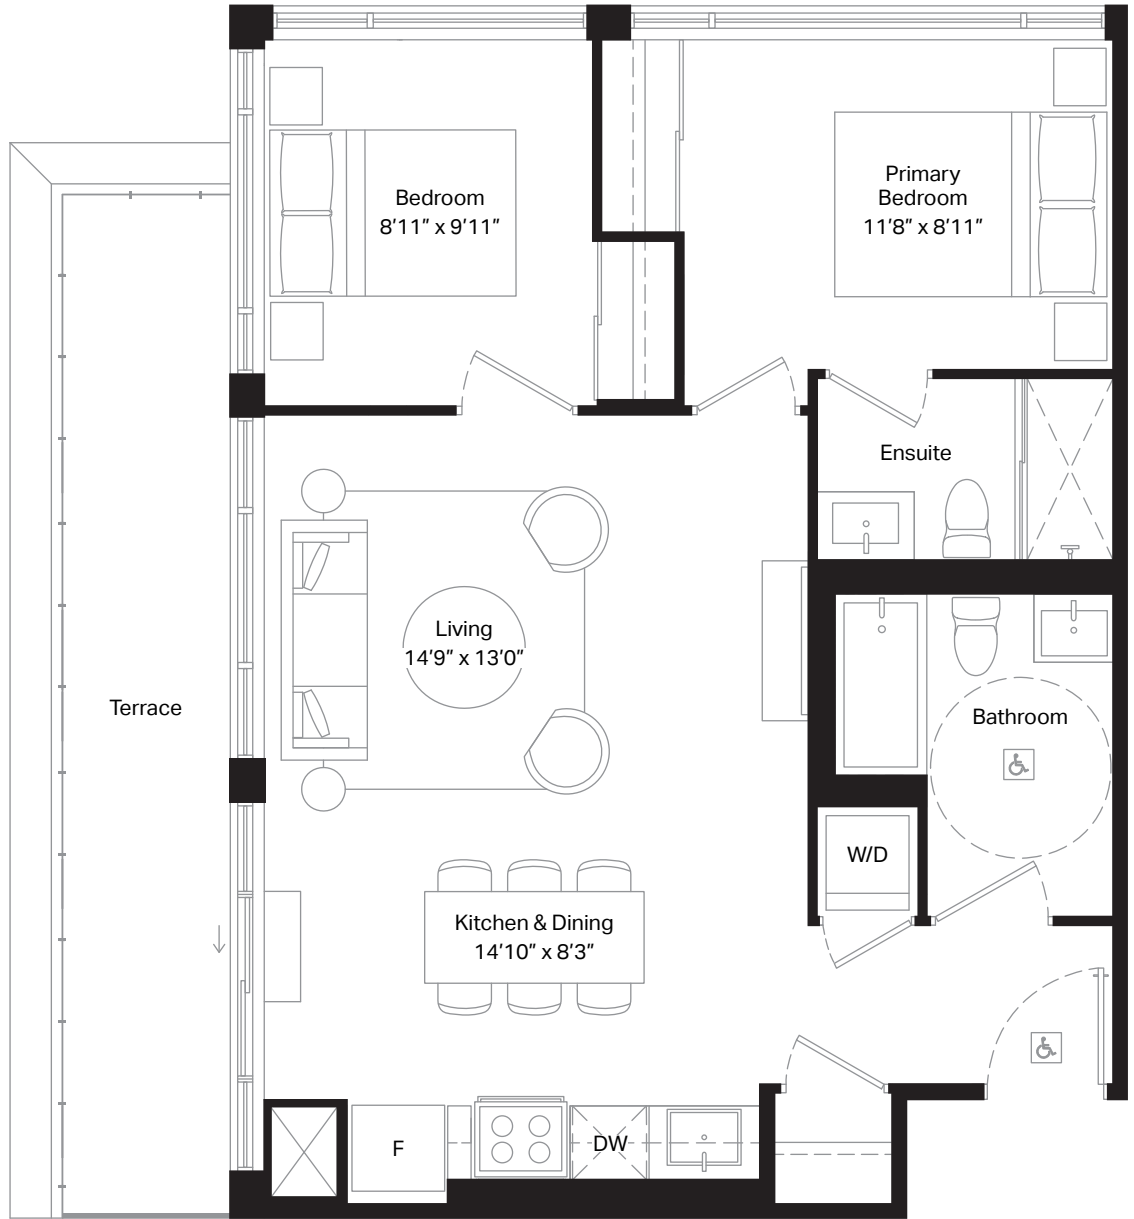 Bedroom
8'11" x 9'11"
Primary
Bedroom
11'8" x 8'11"
Ensuite
Living
14'9" x 13'0"
Terrace
Bathroom
W/D
Kitchen & Dining
14'10" x 8'3"
F
DW